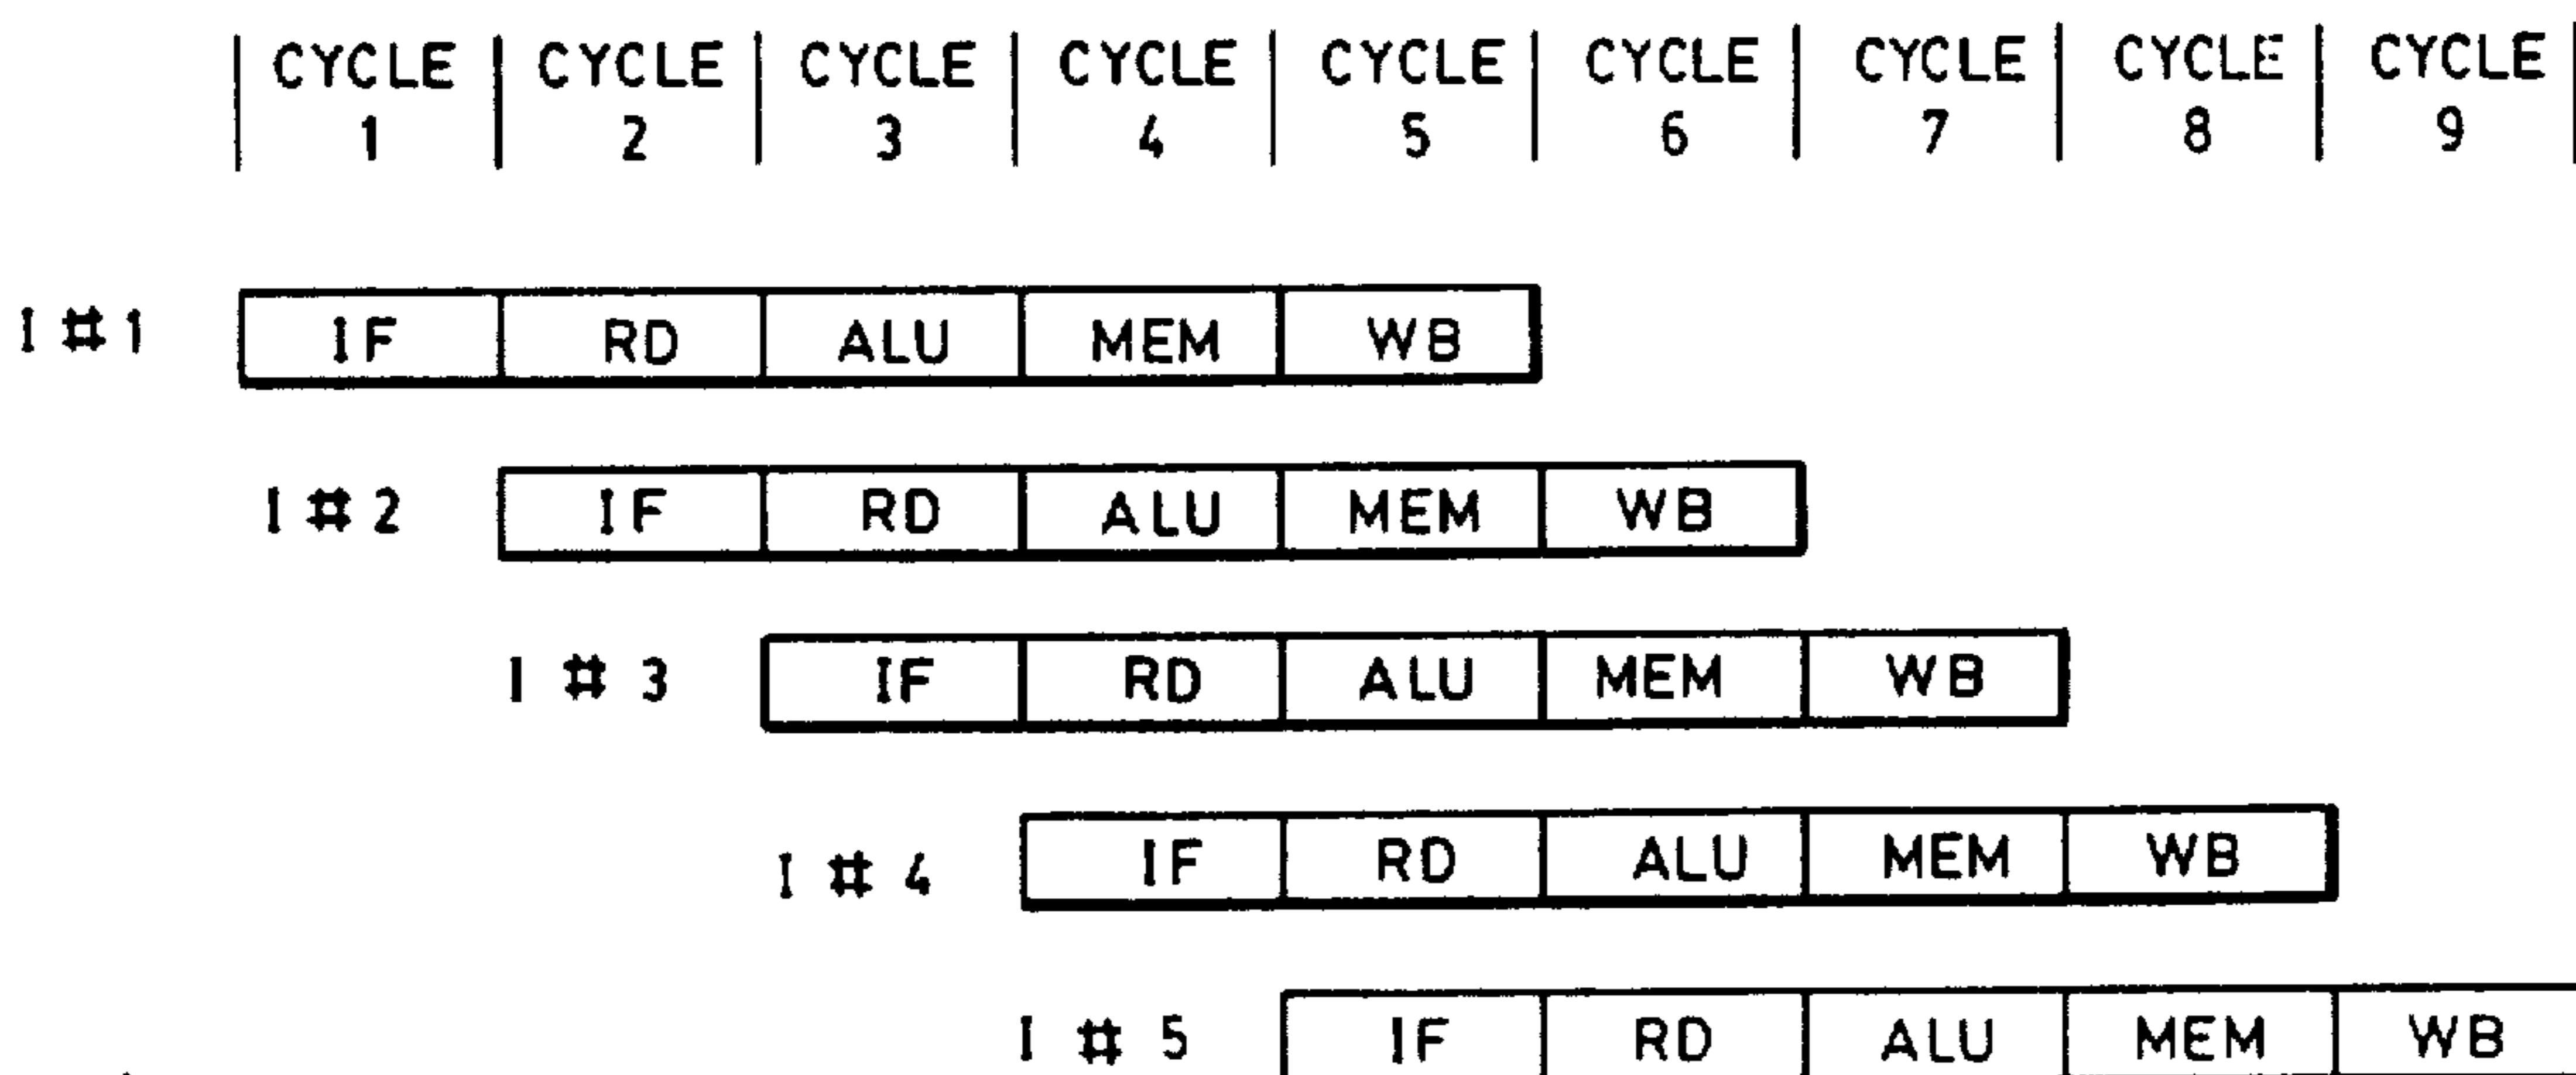 CYCLE CYCLE CYCLE CYCLE CYCLE CYCLE CYCLE CYCLE CYCLE
1 2 3 4 5 6 7 8 9
I # 1 IF RD ALU MEM WB
I # 2 IF RD ALU MEM WB
I # 3 IF RD ALU MEM WB
I # 4 IF RD ALU MEM WB
I # 5 IF RD ALU MEM WB